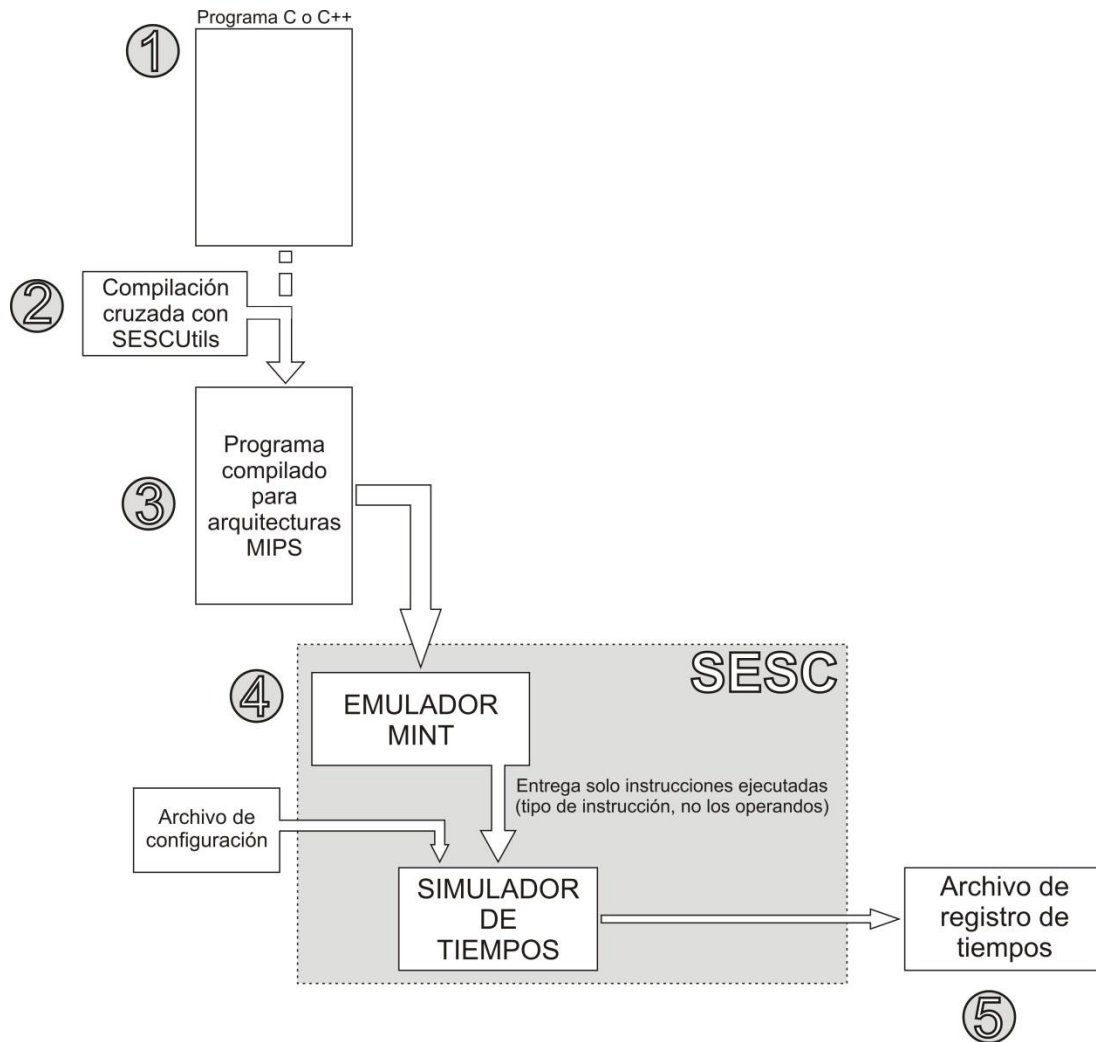 Programa C o C++
1
2
Compilación
cruzada con
SESCUtils
3
Programa
compilado
para
arquitecturas
MIPS
SESC
4
EMULADOR
MINT
Entrega solo instrucciones ejecutadas
(tipo de instrucción, no los operandos)
Archivo de
configuración
SIMULADOR
DE
TIEMPOS
Archivo de
registro de
tiempos
5